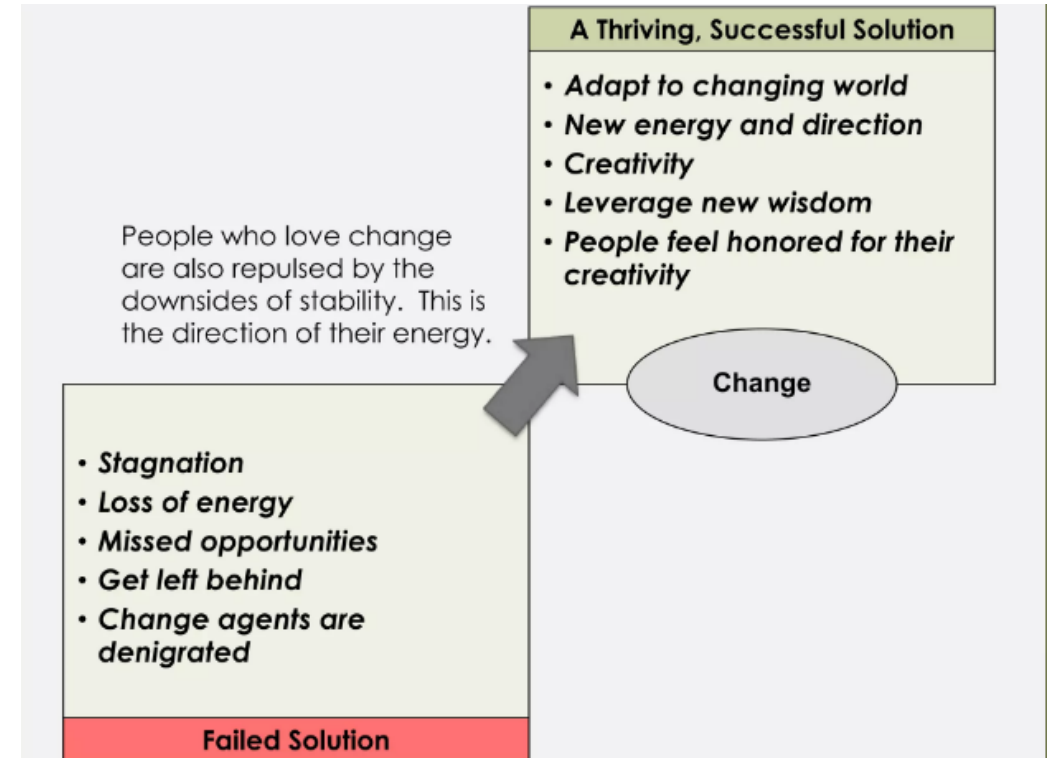 A Thriving, Successful Solution
• Adapt to changing world
• New energy and direction
• Creativity
• Leverage new wisdom
• People feel honored for their
creativity
People who love change
are also repulsed by the
downsides of stability.  This is
the direction of their energy.
Change
• Stagnation
• Loss of energy
• Missed opportunities
• Get left behind
• Change agents are
denigrated
Failed Solution